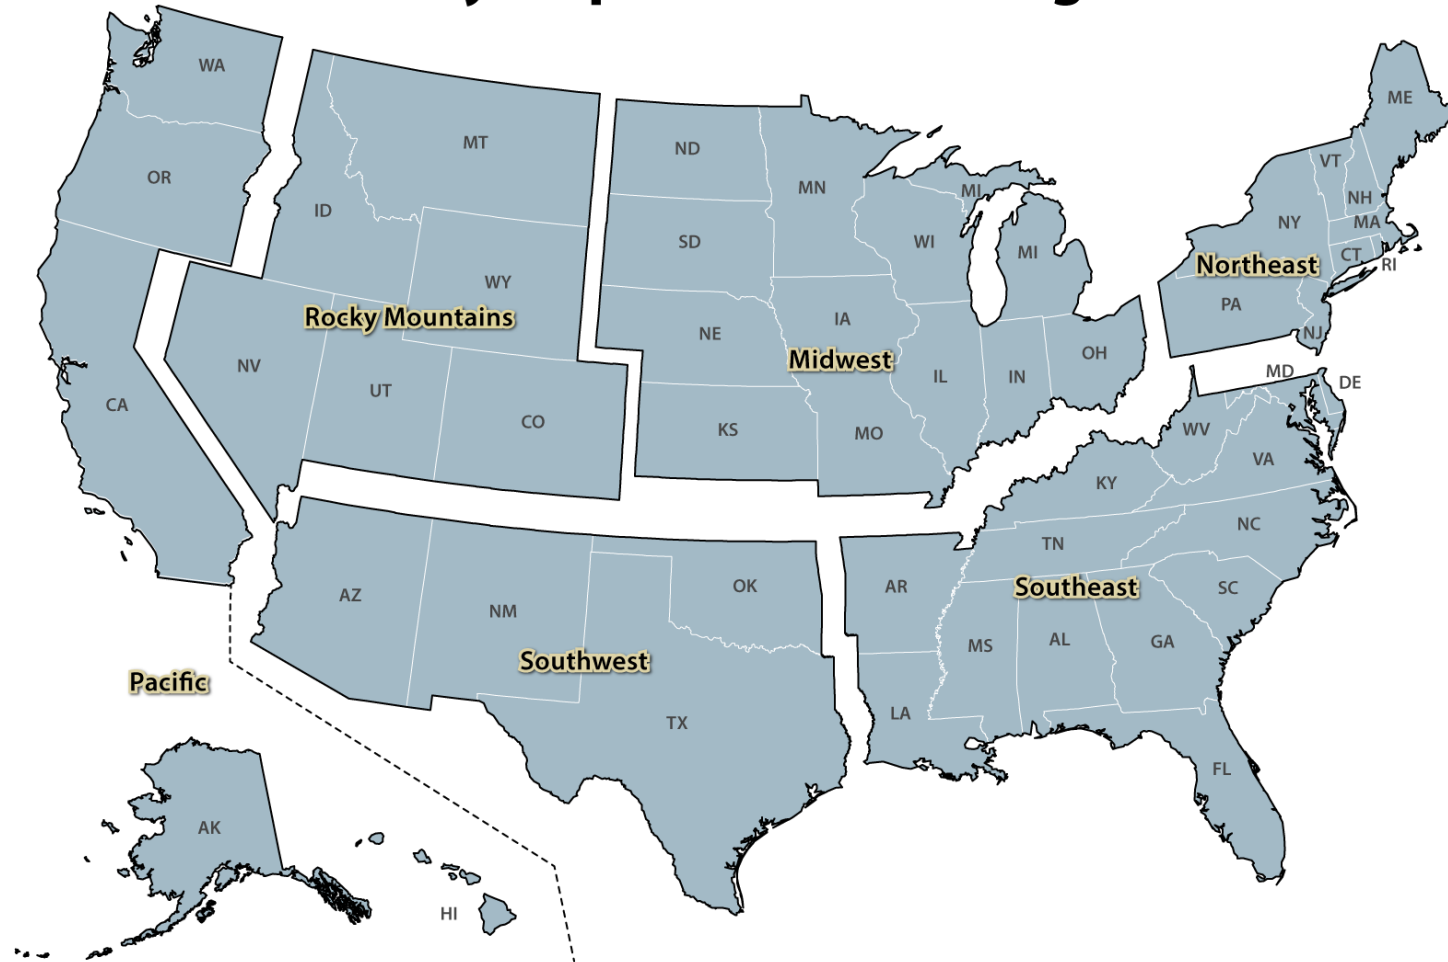 WA
ME
MT
ND
VT
OR
MN
MI
NH
ID
NY
MA
SD
WI
MI
CT
RI
Northeast
WY
PA
Rocky Mountains
IA
NE
NJ
Midwest
OH
NV
MD
IL
IN
DE
UT
CA
CO
KS
MO
WV
VA
KY
NC
TN
OK
AR
Southeast
SC
AZ
NM
MS
AL
GA
Southwest
Pacific
LA
TX
FL
AK
HI